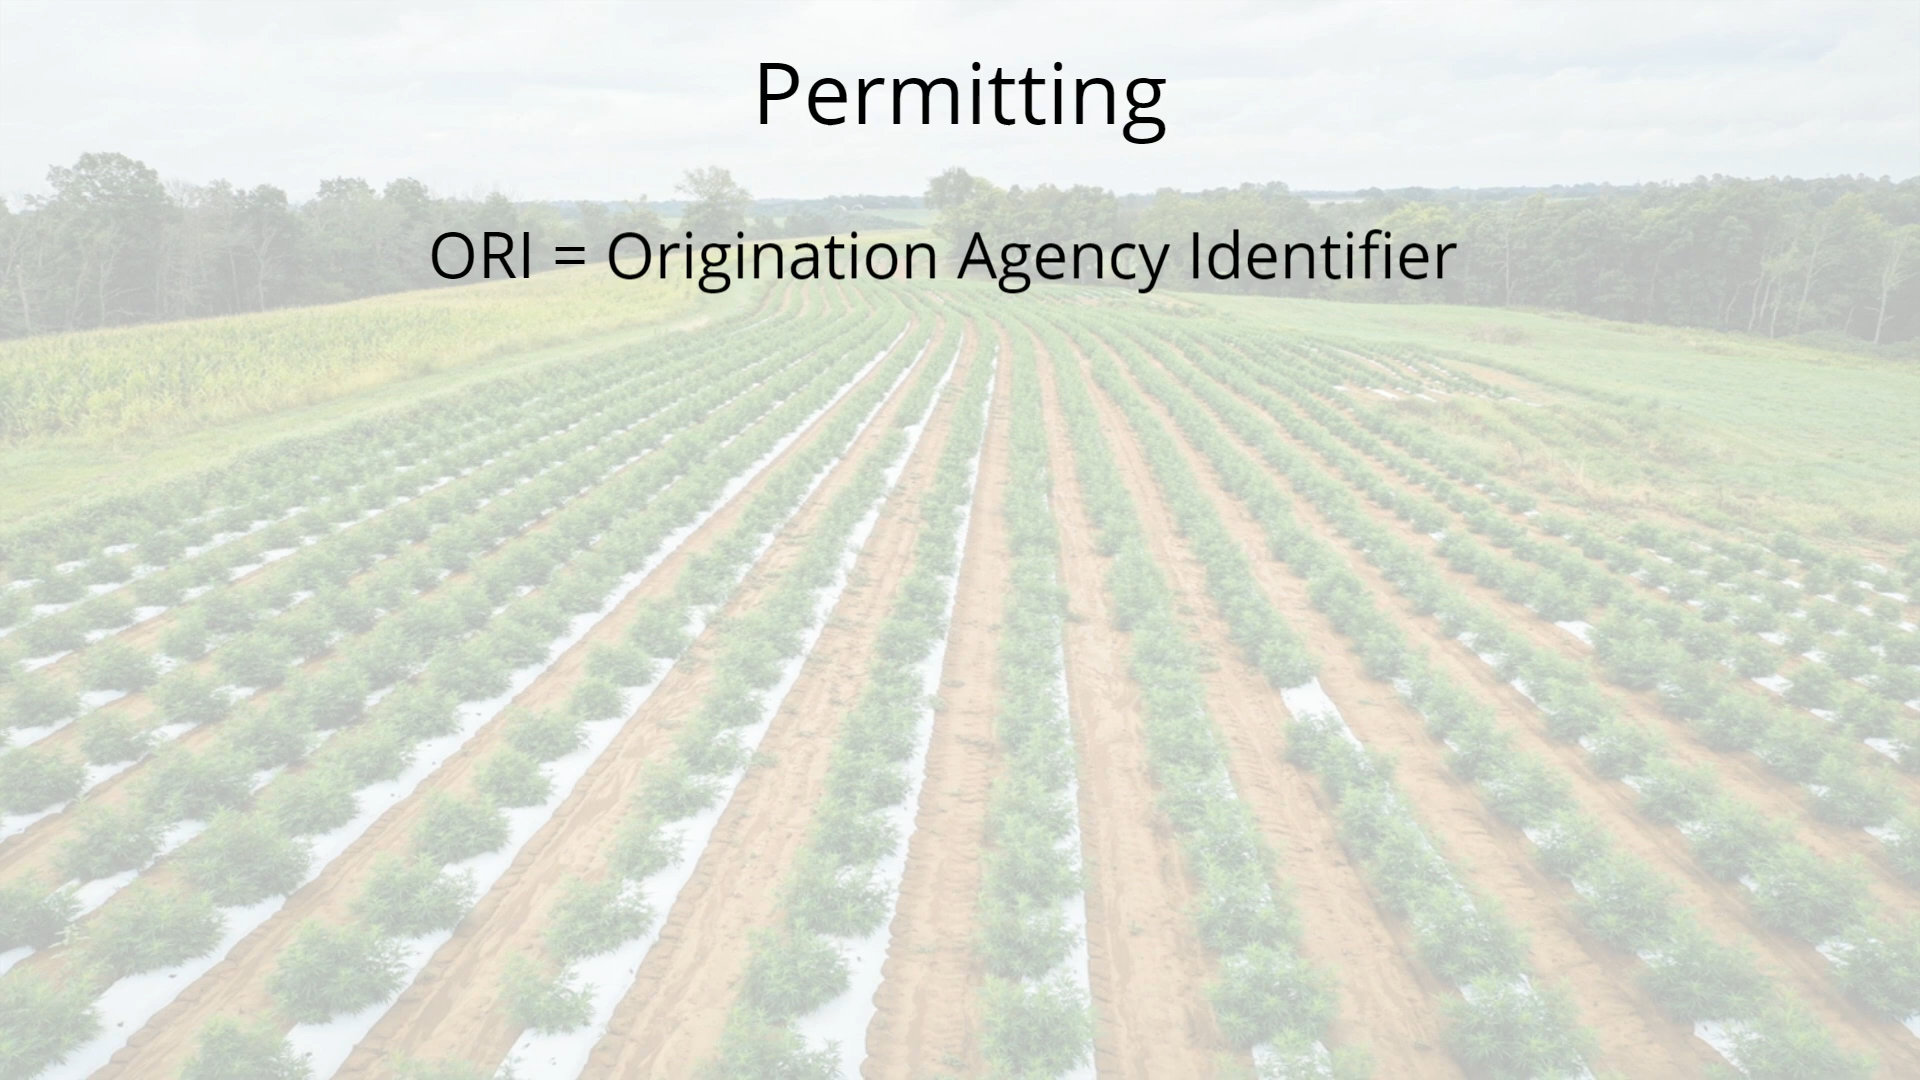 Permitting
ORI = Origination Agency Identifier